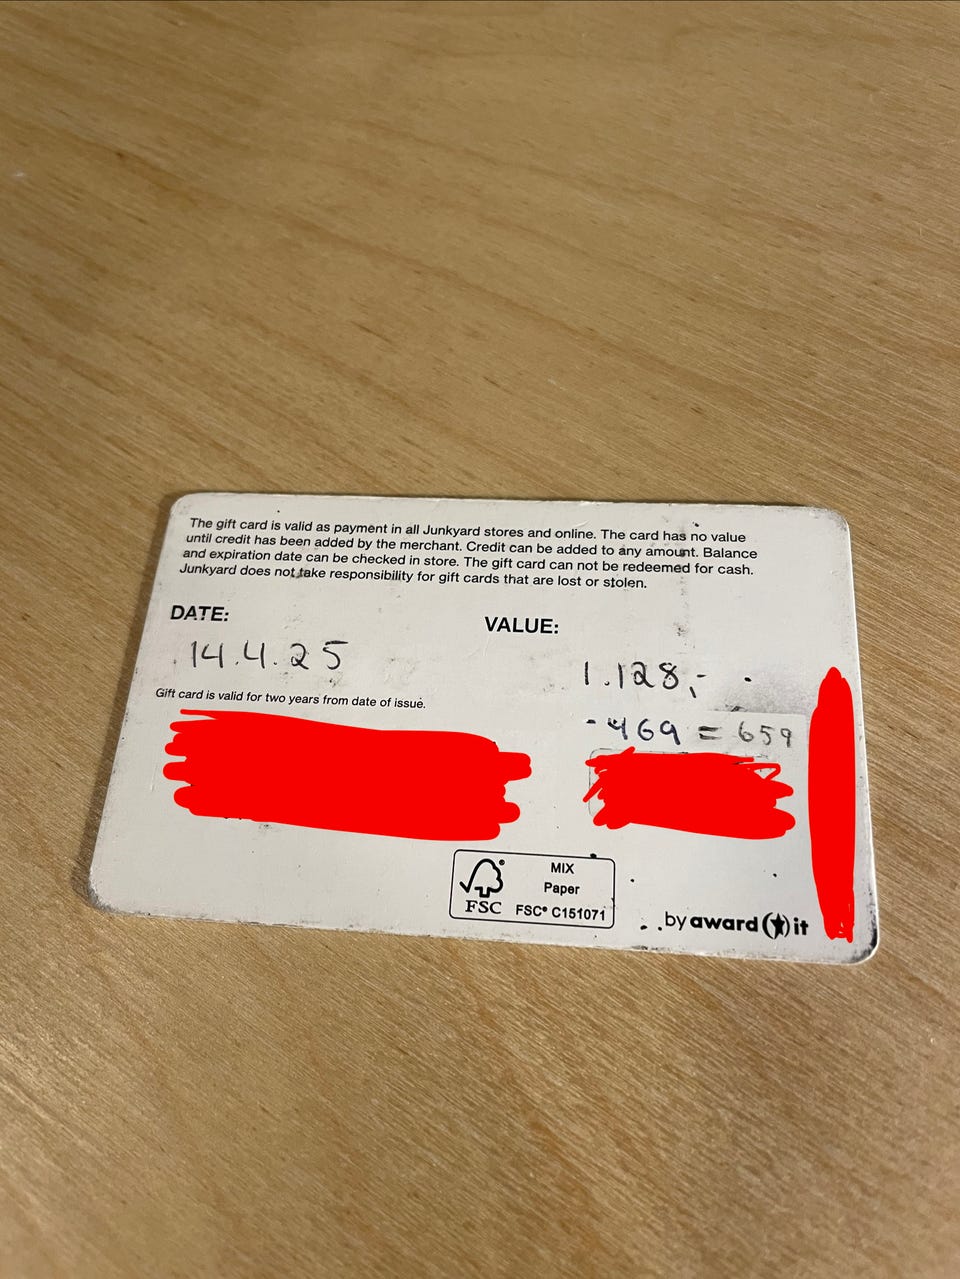 The gift card is valid as payment in all Junkyard stores and online. The card has no value
until credit has been added by the merchant. Credit can be added to any amount. Balance
and expiration date can be checked in store. The gift card can not be redeemed for cash.
Junkyard does not take responsibility for gift cards that are lost or stolen.
DATE:
VALUE:
14.4.25
1.128,-
Gift card is valid for two years from date of issue.
-469 = 659
MIX
Paper
FSC
FSC® C151071
by award it